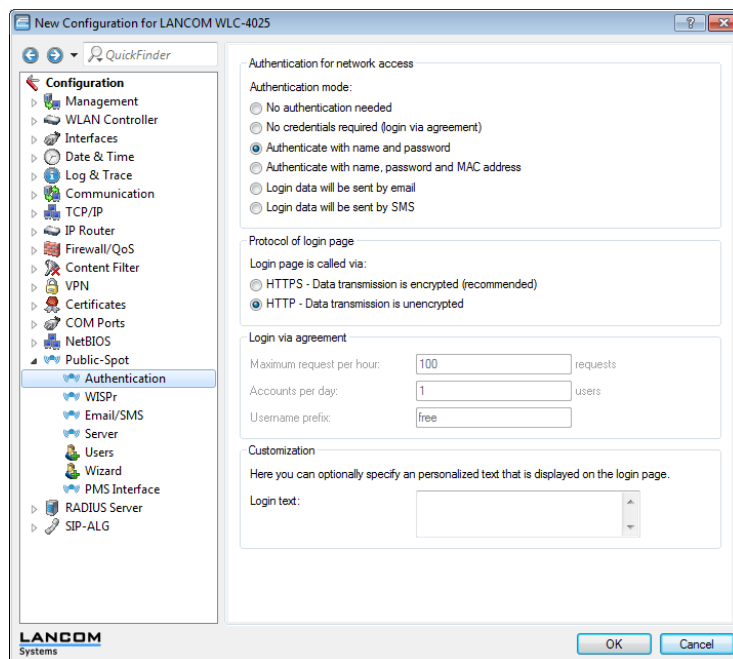 New Configuration for LANCOM WLC-4025
QuickFinder
Configuration
Management
WLAN Controller
Interfaces
Date & Time
Log & Trace
Communication
TCP/IP
IP Router
Firewall/QoS
Content Filter
VPN
Certificates
COM Ports
NetBIOS
Public-Spot
Authentication
WISPr
Email/SMS
Server
Users
Wizard
PMS Interface
RADIUS Server
SIP-ALG
Authentication for network access
Authentication mode:
No authentication needed
No credentials required (login via agreement)
Authenticate with name and password
Authenticate with name, password and MAC address
Login data will be sent by email
Login data will be sent by SMS
Protocol of login page
Login page is called via:
HTTPS - Data transmission is encrypted (recommended)
HTTP - Data transmission is unencrypted
Login via agreement
Maximum request per hour: 100 requests
Accounts per day: 1 users
Username prefix: free
Customization
Here you can optionally specify an personalized text that is displayed on the login page.
Login text:
LANCOM
Systems
OK Cancel